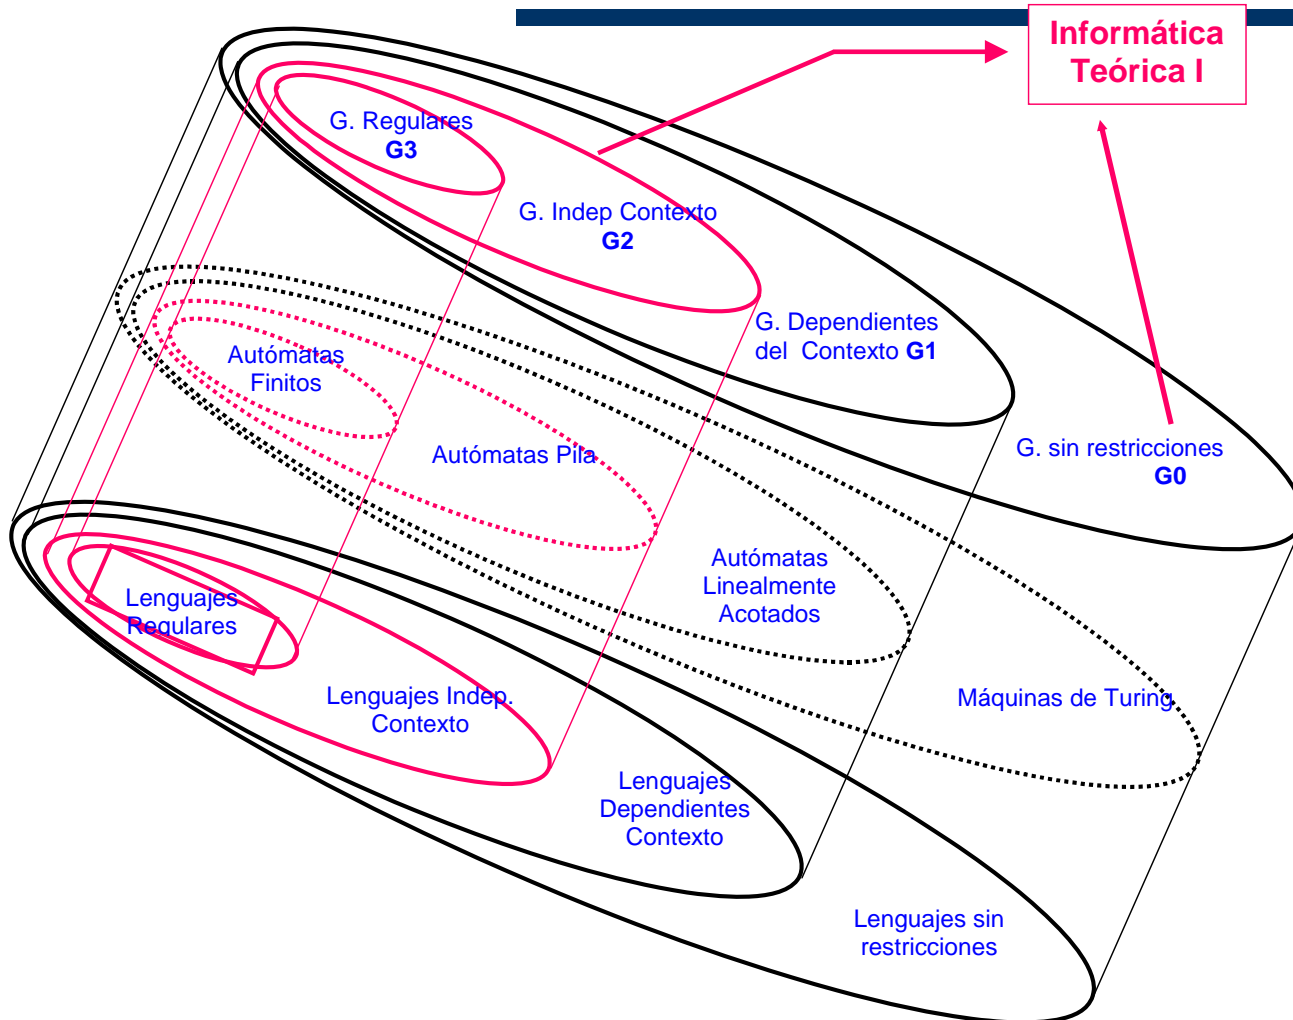 Informática
Teórica I
G. Regulares
G3
G. Indep Contexto
G2
G. Dependientes
del Contexto G1
G. sin restricciones
G0
Autómatas
Finitos
Autómatas Pila
Autómatas
Linealmente
Acotados
Máquinas de Turing
Lenguajes
Regulares
Lenguajes Indep.
Contexto
Lenguajes
Dependientes
Contexto
Lenguajes sin
restricciones